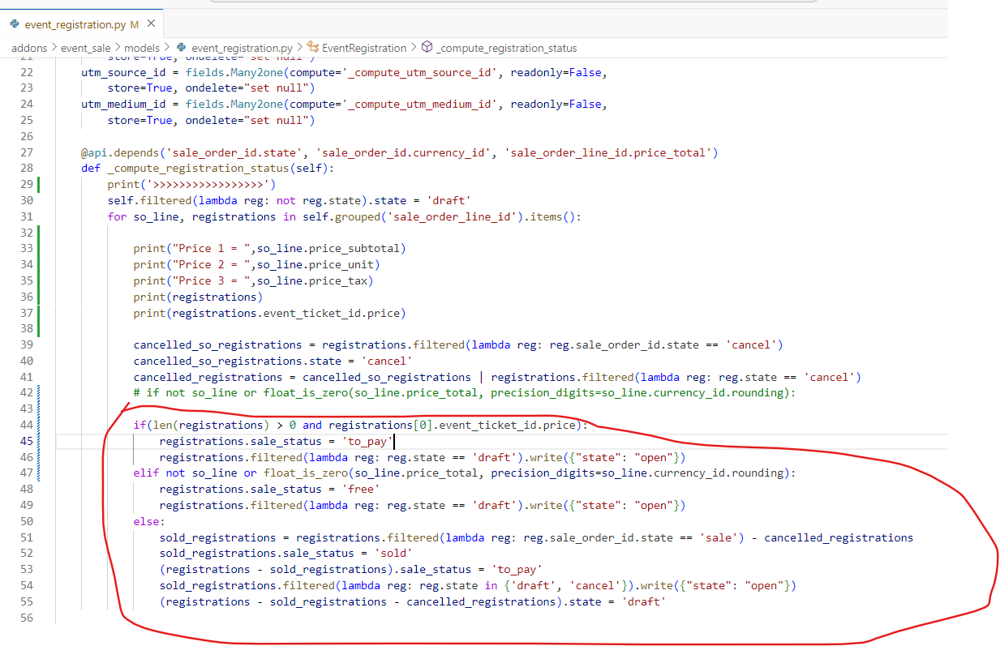 event_registration.py M
addons > event_sale > models > event_registration.py > EventRegistration > _compute_registration_status
21 store=True, ondelete="set null")
22 utm_source_id = fields.Many2one(compute='_compute_utm_source_id', readonly=False,
23 store=True, ondelete="set null")
24 utm_medium_id = fields.Many2one(compute='_compute_utm_medium_id', readonly=False,
25 store=True, ondelete="set null")
26
27 @api.depends('sale_order_id.state', 'sale_order_id.currency_id', 'sale_order_line_id.price_total')
28 def _compute_registration_status(self):
29 print('>>>>>>>>>>>>>>>>>')
30 self.filtered(lambda reg: not reg.state).state = 'draft'
31 for so_line, registrations in self.grouped('sale_order_line_id').items():
32
33 print("Price 1 = ",so_line.price_subtotal)
34 print("Price 2 = ",so_line.price_unit)
35 print("Price 3 = ",so_line.price_tax)
36 print(registrations)
37 print(registrations.event_ticket_id.price)
38
39 cancelled_so_registrations = registrations.filtered(lambda reg: reg.sale_order_id.state == 'cancel')
40 cancelled_so_registrations.state = 'cancel'
41 cancelled_registrations = cancelled_so_registrations | registrations.filtered(lambda reg: reg.state == 'cancel')
42 # if not so_line or float_is_zero(so_line.price_total, precision_digits=so_line.currency_id.rounding):
43
44 if(len(registrations) > 0 and registrations[0].event_ticket_id.price):
45 registrations.sale_status = 'to_pay'
46 registrations.filtered(lambda reg: reg.state == 'draft').write({"state": "open"})
47 elif not so_line or float_is_zero(so_line.price_total, precision_digits=so_line.currency_id.rounding):
48 registrations.sale_status = 'free'
49 registrations.filtered(lambda reg: reg.state == 'draft').write({"state": "open"})
50 else:
51 sold_registrations = registrations.filtered(lambda reg: reg.sale_order_id.state == 'sale') - cancelled_registrations
52 sold_registrations.sale_status = 'sold'
53 (registrations - sold_registrations).sale_status = 'to_pay'
54 sold_registrations.filtered(lambda reg: reg.state in {'draft', 'cancel'}).write({"state": "open"})
55 (registrations - sold_registrations - cancelled_registrations).state = 'draft'
56